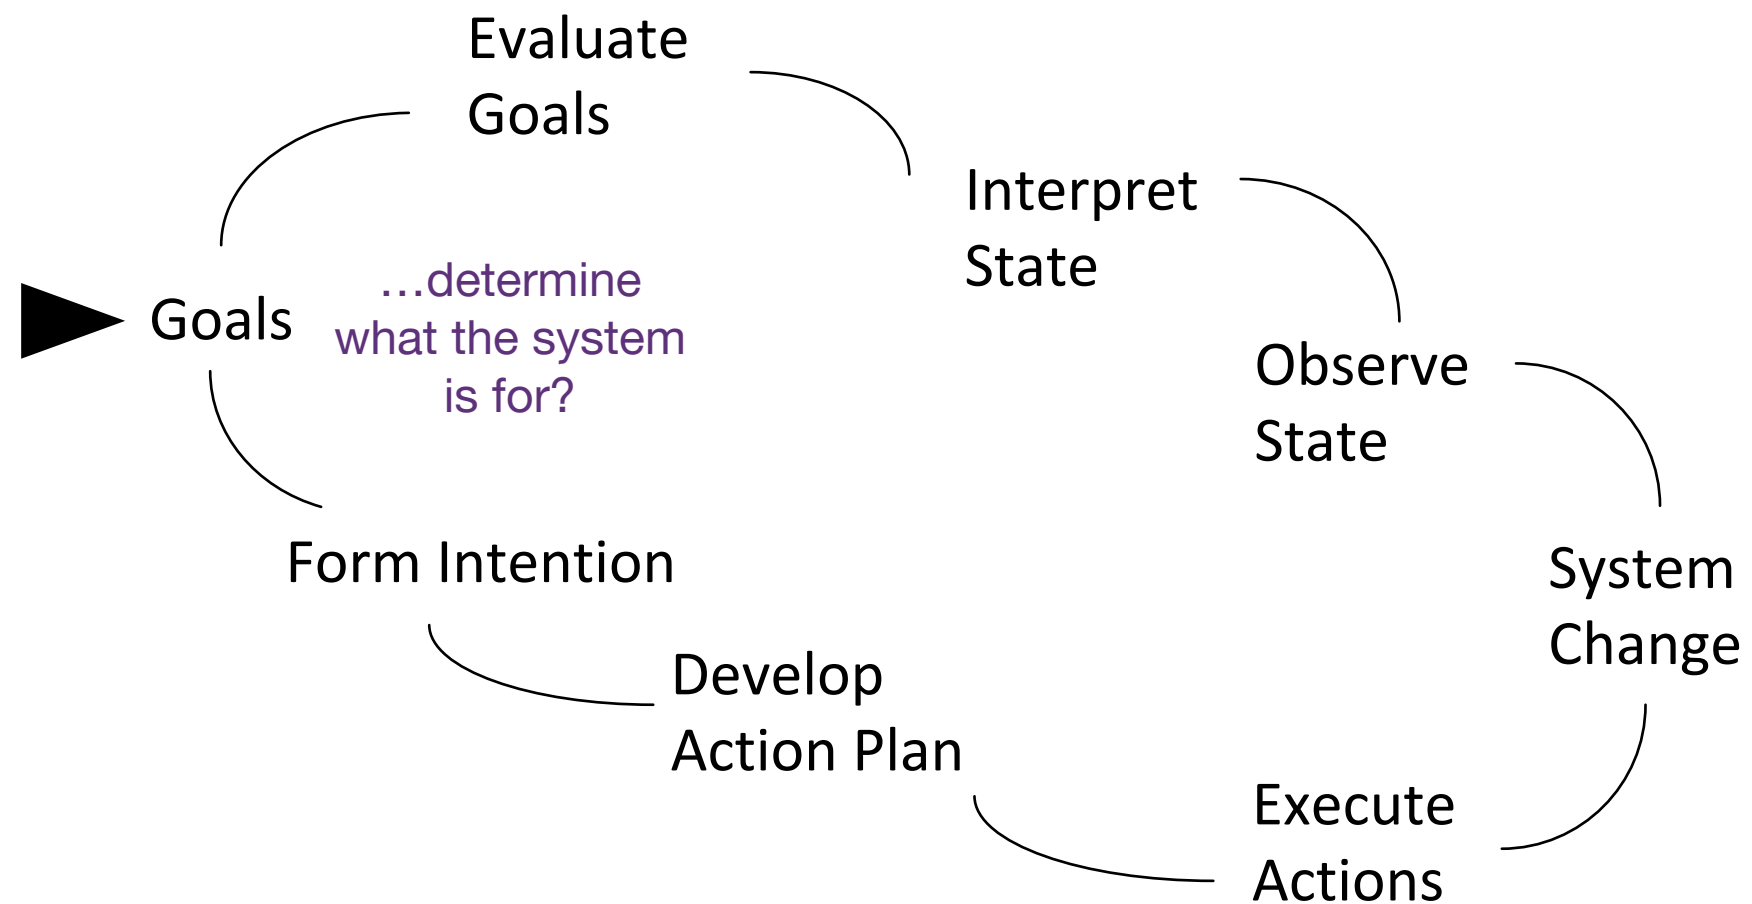 Evaluate
Goals
Interpret
State
Goals
…determine
what the system
is for?
Observe
State
Form Intention
System
Change
Develop
Action Plan
Execute
Actions